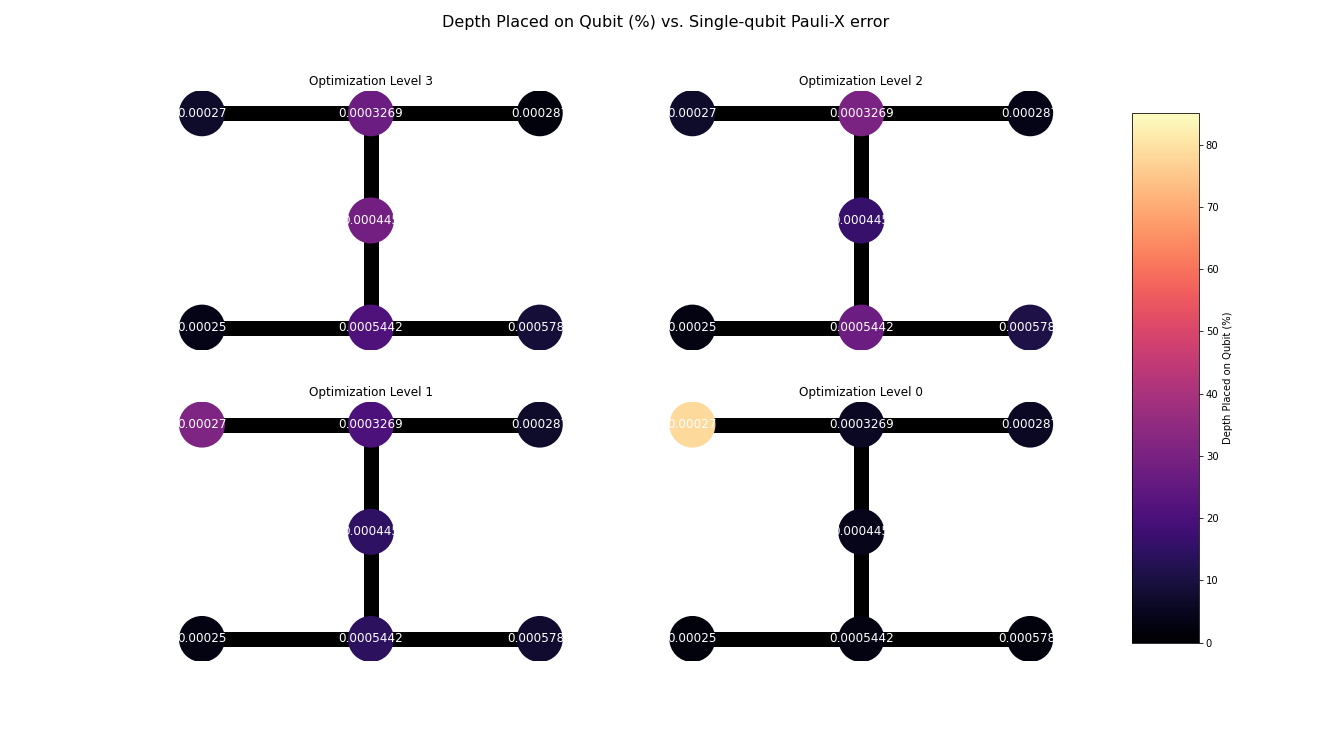 Depth Placed on Qubit (%) vs. Single-qubit Pauli-X error
Optimization Level 3
0.00027 0.0003269 0.00028
0.00044
0.00025 0.0005442 0.000578
Optimization Level 2
0.00027 0.0003269 0.00028
0.00044
0.00025 0.0005442 0.000578
Optimization Level 1
0.00027 0.0003269 0.00028
0.00044
0.00025 0.0005442 0.000578
Optimization Level 0
0.00027 0.0003269 0.00028
0.00044
0.00025 0.0005442 0.000578
80
70
60
50
40
30
20
10
0
Depth Placed on Qubit (%)